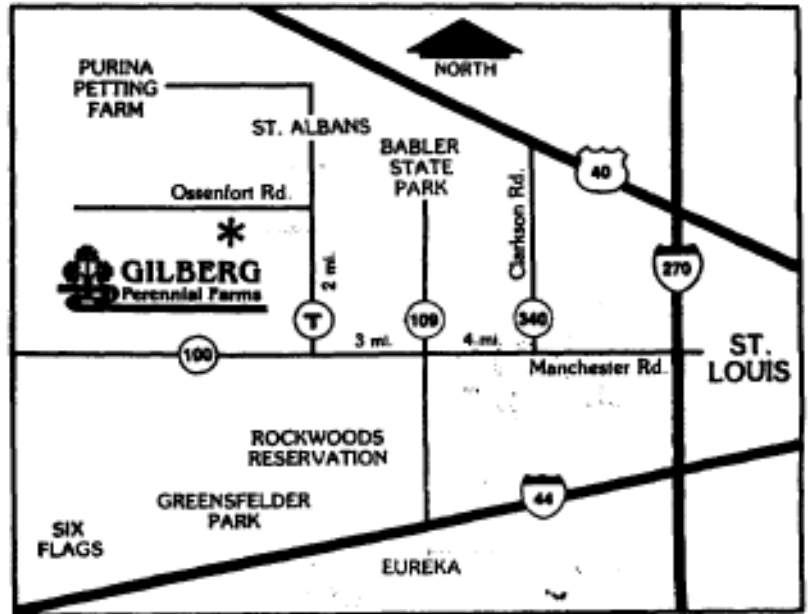 NORTH
PURINA
PETTING
FARM
ST. ALBANS
BABLER
STATE
PARK
40
Ossenfort Rd.
Clarkson Rd.
*
GILBERG
Perennial Farms
2 mi.
270
T
109
340
100
3 mi.
4 mi.
Manchester Rd.
ST.
LOUIS
ROCKWOODS
RESERVATION
GREENSFELDER
PARK
44
SIX
FLAGS
EUREKA